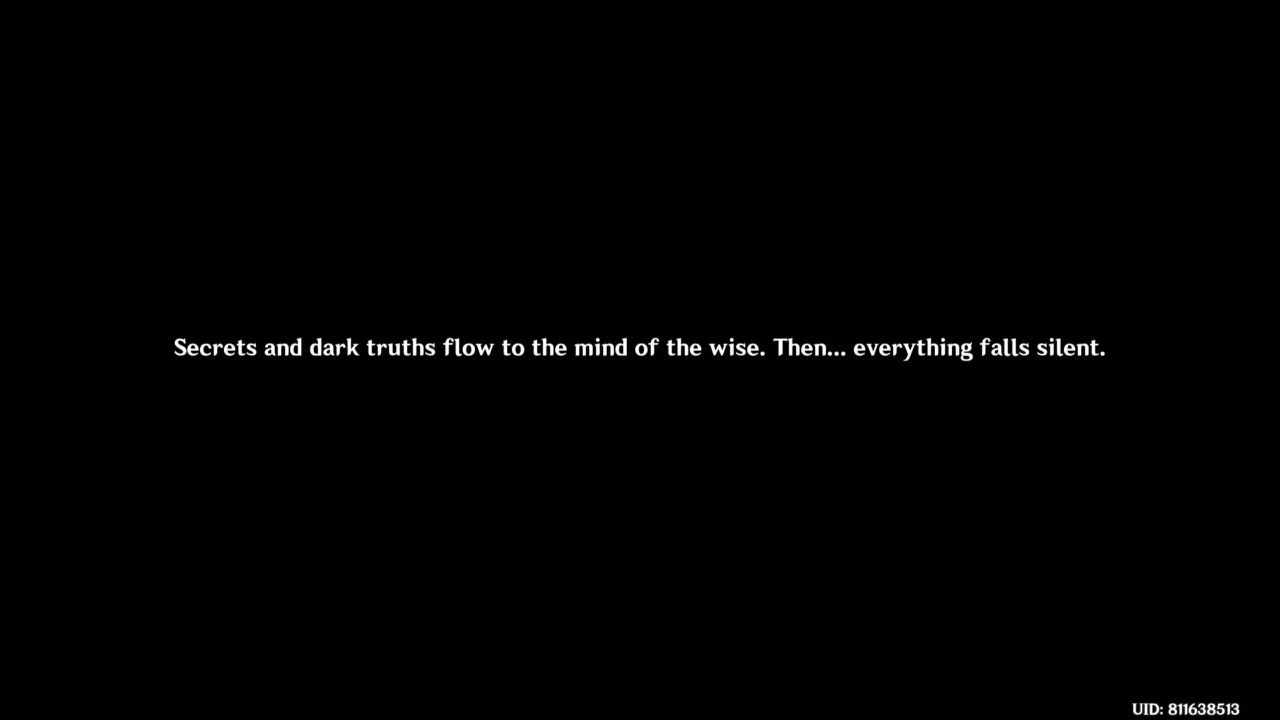 Secrets and dark truths flow to the mind of the wise. Then... everything falls silent.
UID: 811638513